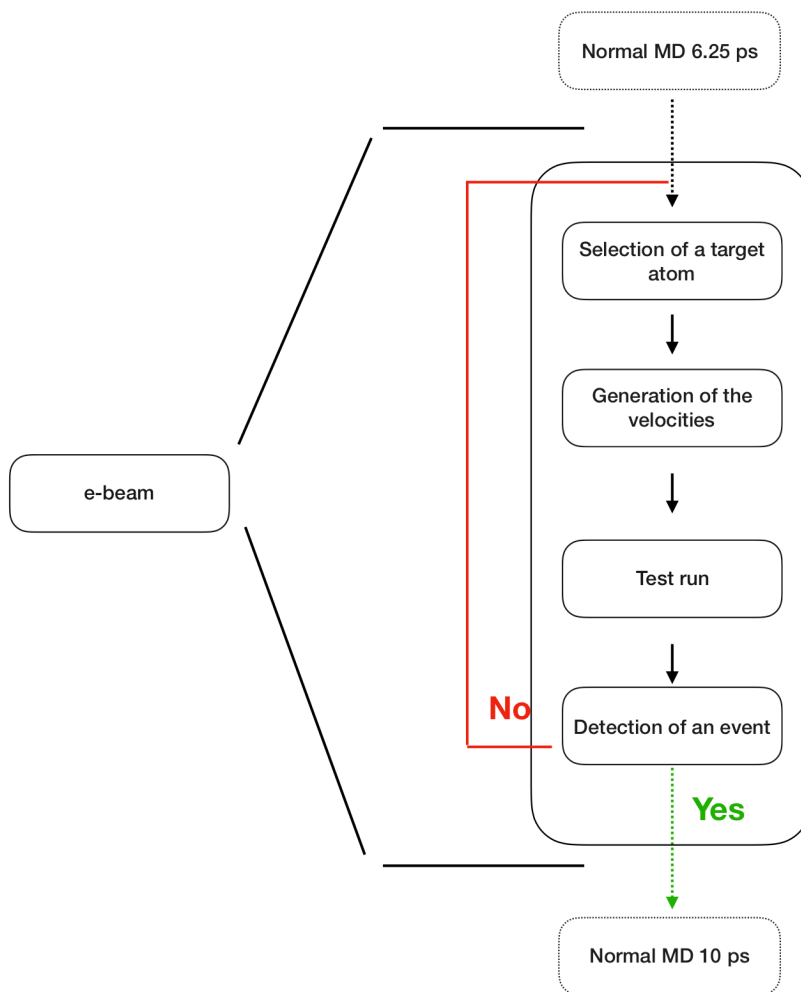 Normal MD 6.25 ps
Selection of a target
atom
Generation of the
velocities
e-beam
Test run
No
Detection of an event
Yes
Normal MD 10 ps